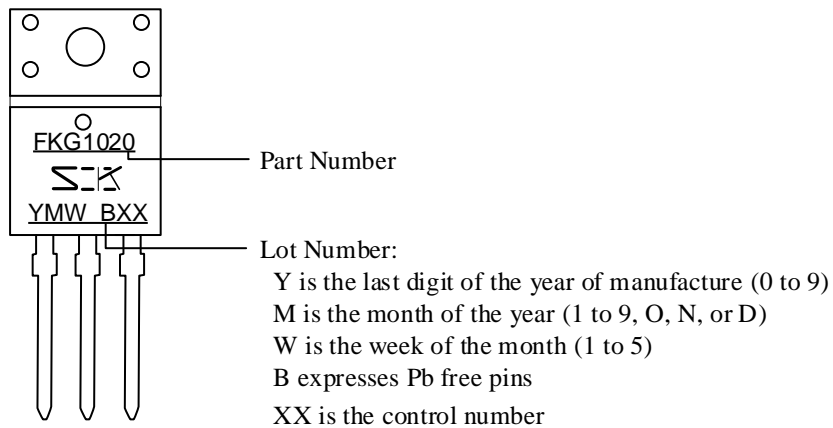 FKG1020
SK
YMW BXX
Part Number
Lot Number:
Y is the last digit of the year of manufacture (0 to 9)
M is the month of the year (1 to 9, O, N, or D)
W is the week of the month (1 to 5)
B expresses Pb free pins
XX is the control number